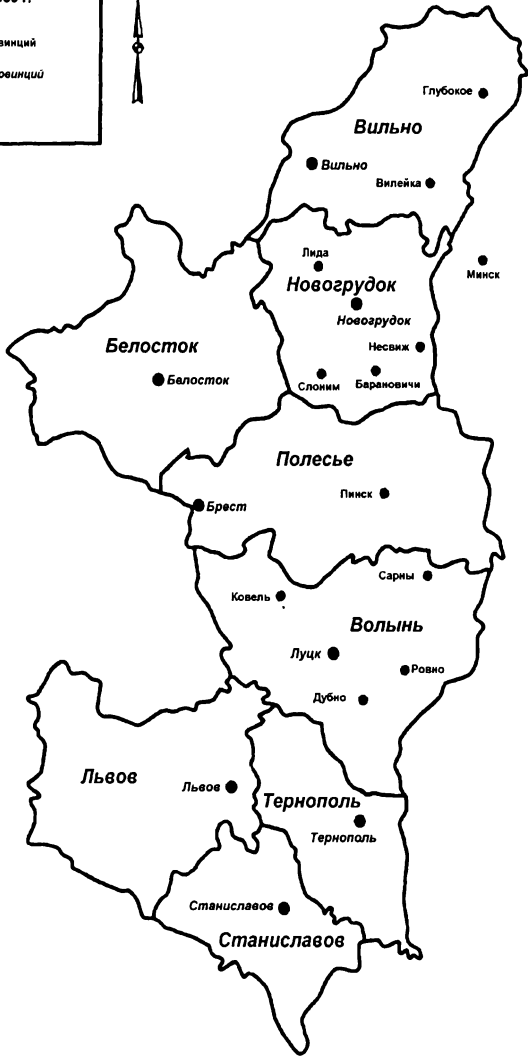 Глубокое
Вильно
Вильно
Вилейка
Лида
Минск
Новогрудок
Новогрудок
Белосток
Несвиж
Белосток
Слоним
Барановичи
Полесье
Пинск
Брест
Сарны
Ковель
Волынь
Луцк
Ровно
Дубно
Львов
Львов
Тернополь
Тернополь
Станиславов
Станиславов